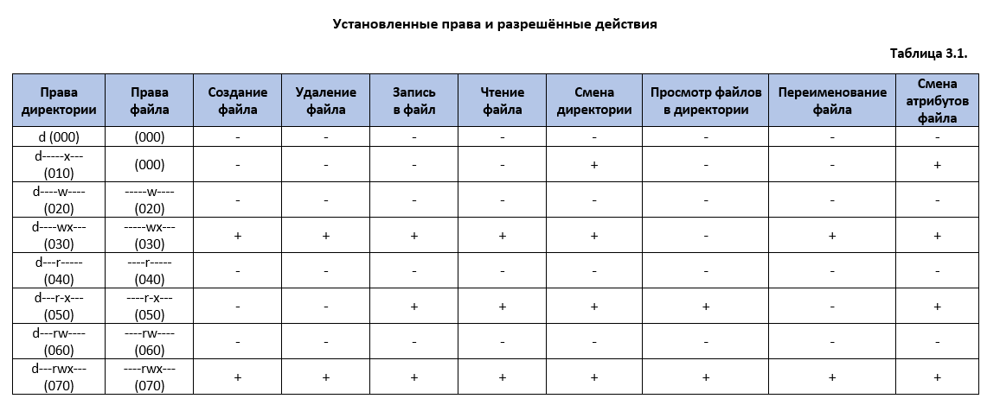 Установленные права и разрешённые действия
Таблица 3.1.
Права директории | Права файла | Создание файла | Удаление файла | Запись в файл | Чтение файла | Смена директории | Просмотр файлов в директории | Переименование файла | Смена атрибутов файла
d (000) | (000) | - | - | - | - | - | - | - | -
d-----x--- (010) | (000) | - | - | - | - | + | - | - | +
d----w---- (020) | -----w---- (020) | - | - | - | - | - | - | - | -
d----wx--- (030) | -----wx--- (030) | + | + | + | + | + | - | + | +
d---r----- (040) | ----r----- (040) | - | - | - | - | - | - | - | -
d---r-x--- (050) | ----r-x--- (050) | - | - | + | + | + | + | - | +
d---rw---- (060) | ----rw---- (060) | - | - | - | - | - | - | - | -
d---rwx--- (070) | ----rwx--- (070) | + | + | + | + | + | + | + | +